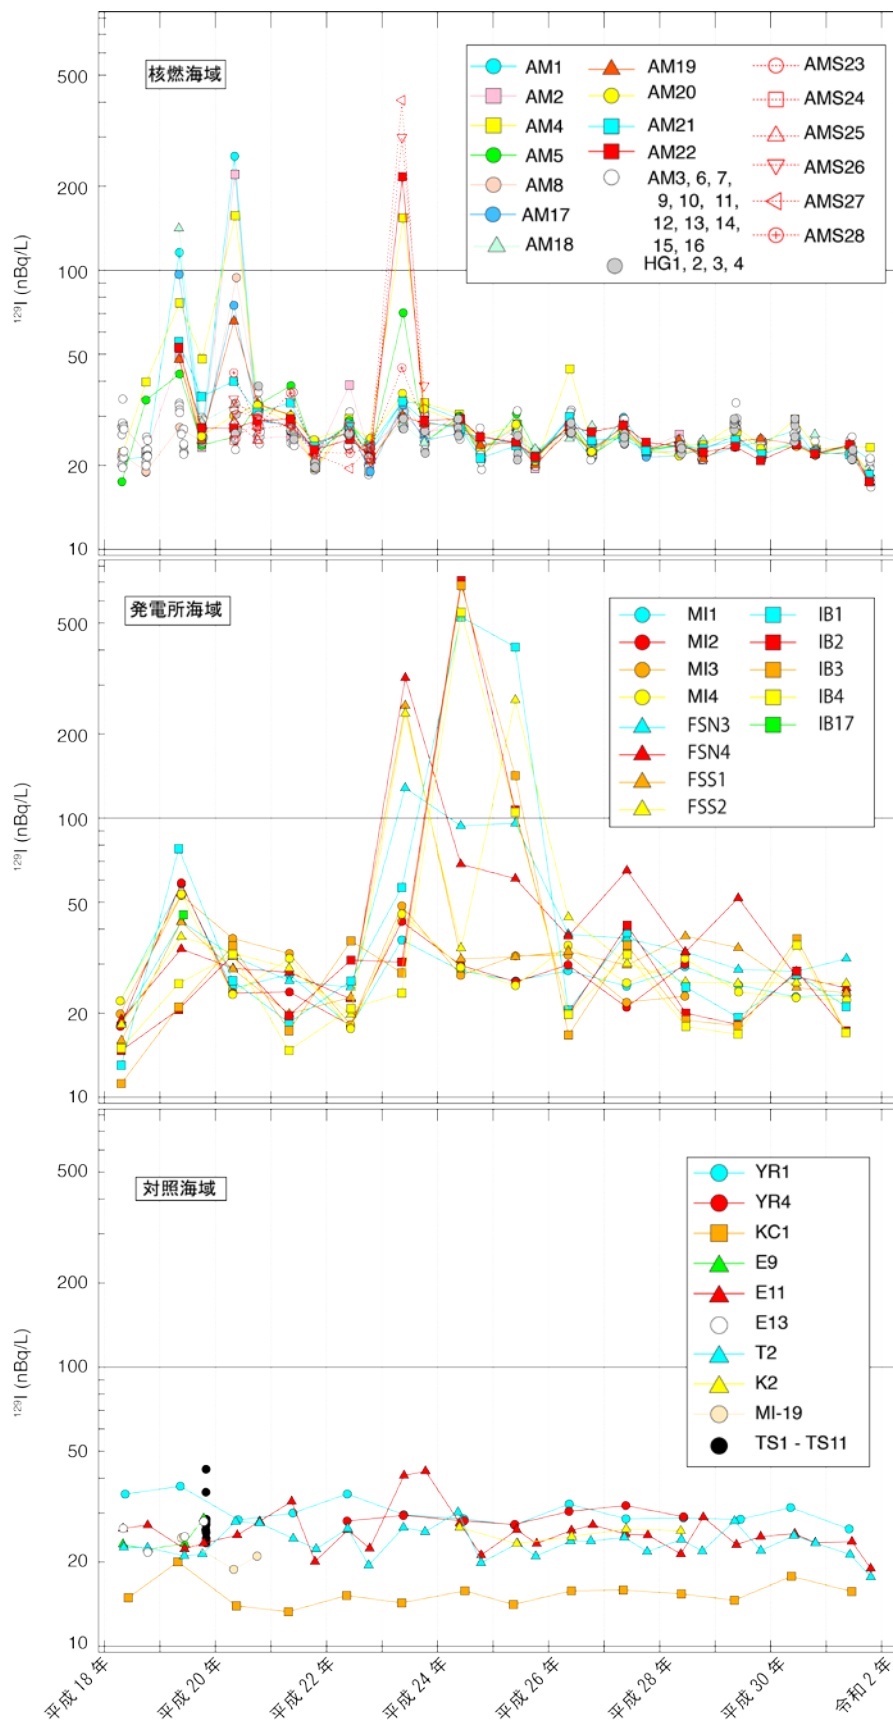 核燃海域
500
200
100
50
20
10
¹²⁹I (nBq/L)
AM1
AM2
AM4
AM5
AM8
AM17
AM18
AM19
AM20
AM21
AM22
AM3, 6, 7,
9, 10, 11,
12, 13, 14,
15, 16
HG1, 2, 3, 4
AMS23
AMS24
AMS25
AMS26
AMS27
AMS28
発電所海域
500
200
100
50
20
10
¹²⁹I (nBq/L)
MI1
MI2
MI3
MI4
FSN3
FSN4
FSS1
FSS2
IB1
IB2
IB3
IB4
IB17
対照海域
500
200
100
50
20
10
¹²⁹I (nBq/L)
YR1
YR4
KC1
E9
E11
E13
T2
K2
MI-19
TS1 - TS11
平成 18 年
平成 20 年
平成 22 年
平成 24 年
平成 26 年
平成 28 年
平成 30 年
令和 2 年